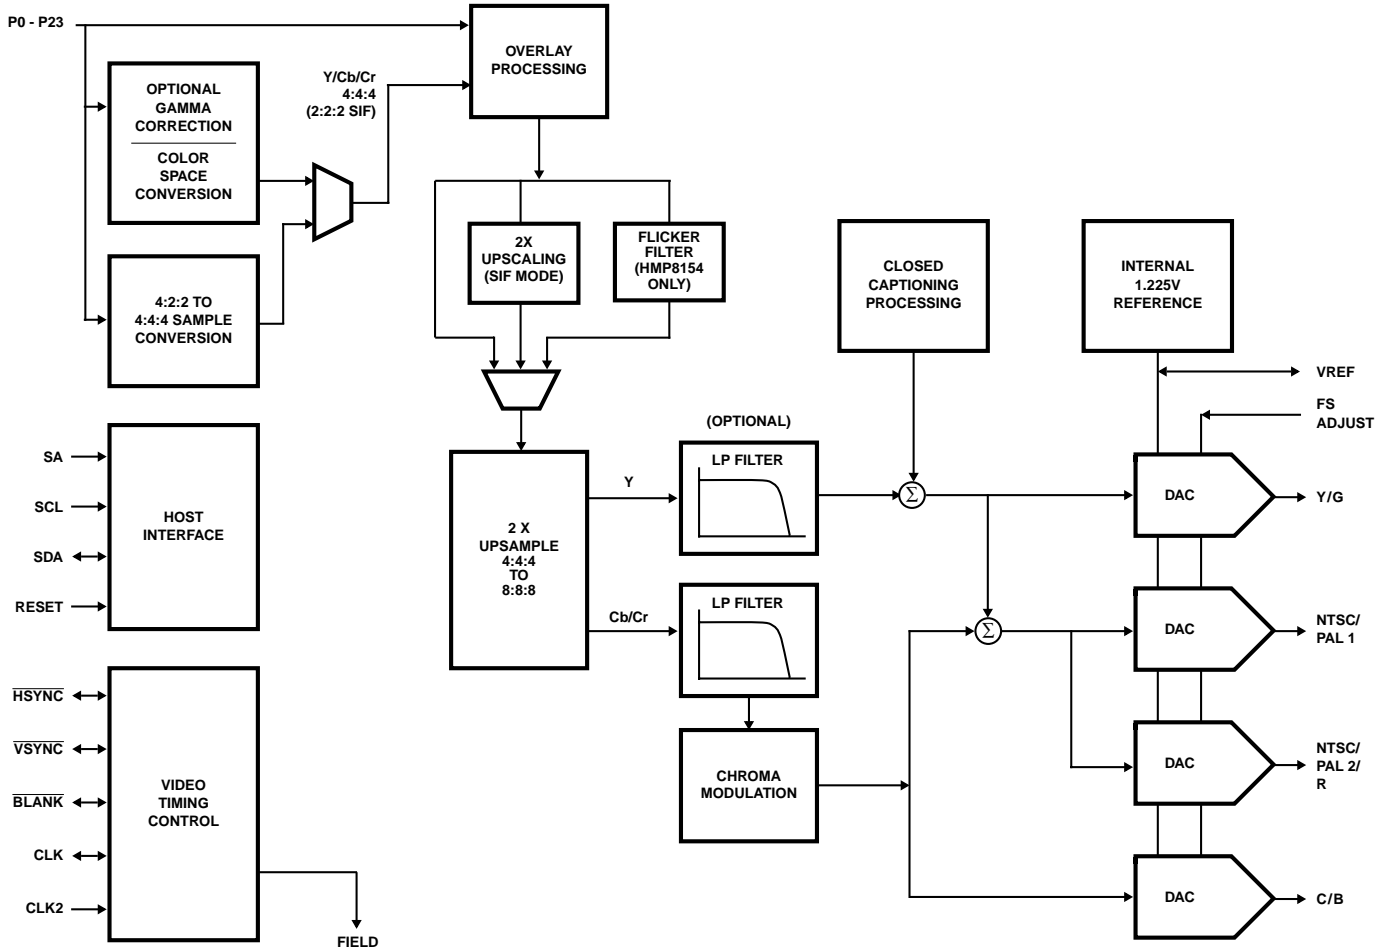 P0 - P23
OPTIONAL
GAMMA
CORRECTION
COLOR
SPACE
CONVERSION
4:2:2 TO
4:4:4 SAMPLE
CONVERSION
Y/Cb/Cr
4:4:4
(2:2:2 SIF)
OVERLAY
PROCESSING
2X
UPSCALING
(SIF MODE)
FLICKER
FILTER
(HMP8154
ONLY)
CLOSED
CAPTIONING
PROCESSING
INTERNAL
1.225V
REFERENCE
VREF
FS
ADJUST
SA
SCL
SDA
RESET
HOST
INTERFACE
2 X
UPSAMPLE
4:4:4
TO
8:8:8
Y
Cb/Cr
(OPTIONAL)
LP FILTER
LP FILTER
Σ
Σ
CHROMA
MODULATION
DAC
Y/G
DAC
NTSC/
PAL 1
DAC
NTSC/
PAL 2/
R
DAC
C/B
HSYNC
VSYNC
BLANK
CLK
CLK2
VIDEO
TIMING
CONTROL
FIELD